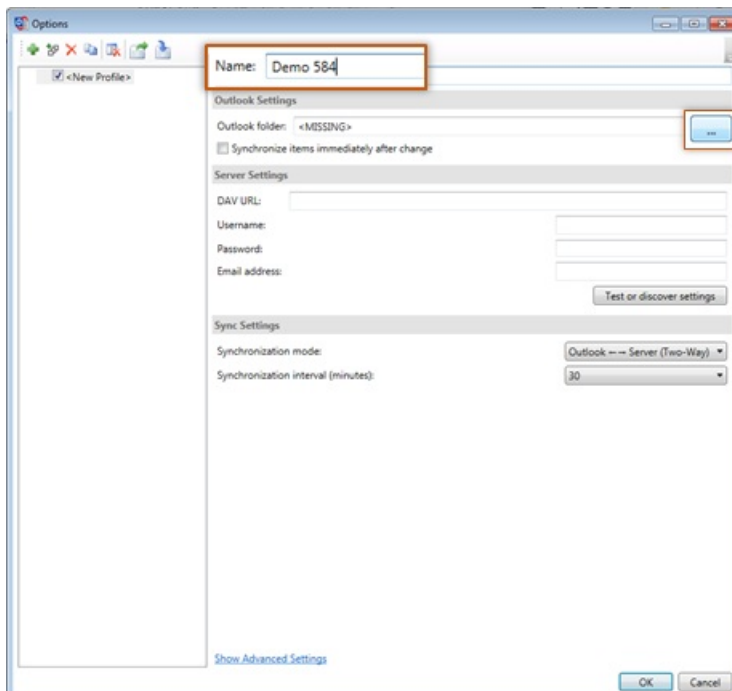 Options
<New Profile>
Name: Demo 584
Outlook Settings
Outlook folder: <MISSING>
...
Synchronize items immediately after change
Server Settings
DAV URL:
Username:
Password:
Email address:
Test or discover settings
Sync Settings
Synchronization mode: Outlook ←→ Server (Two-Way)
Synchronization interval (minutes): 30
Show Advanced Settings
OK Cancel